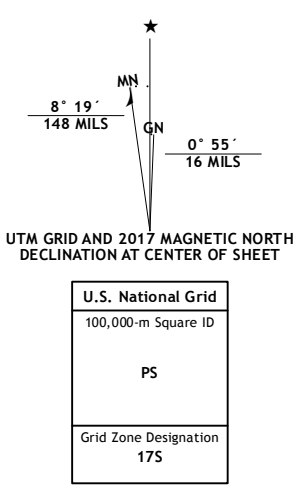 ★
MN
8° 19´
148 MILS
GN
0° 55´
16 MILS
UTM GRID AND 2017 MAGNETIC NORTH
DECLINATION AT CENTER OF SHEET
U.S. National Grid
100,000-m Square ID
PS
Grid Zone Designation
17S